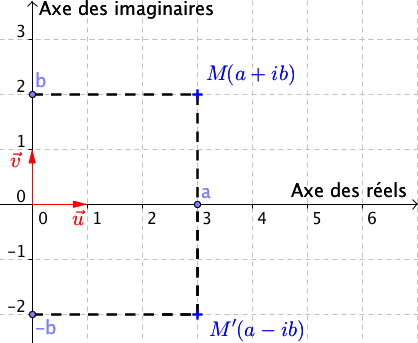 Axe des imaginaires
3
M(a + ib)
b
2
1
v⃗
a
Axe des réels
0
0
u⃗
1
2
3
4
5
6
−1
−2
−b
M′(a − ib)